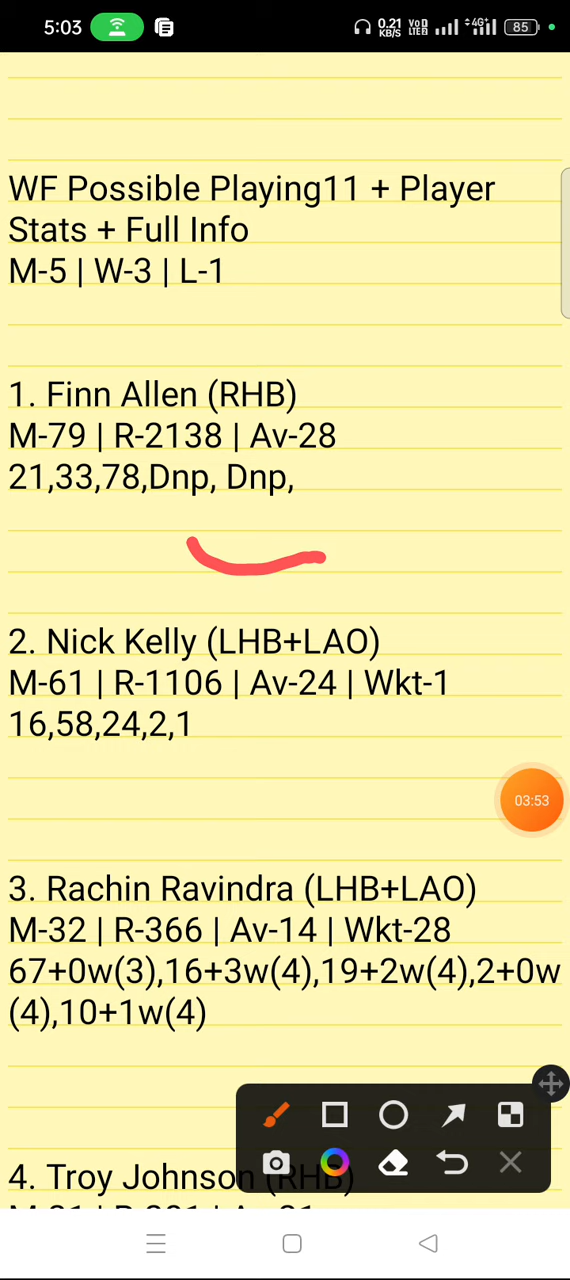 5:03
0.21 KB/S
VoD LTE2
4G+
85
WF Possible Playing11 + Player
Stats + Full Info
M-5 | W-3 | L-1
1. Finn Allen (RHB)
M-79 | R-2138 | Av-28
21,33,78,Dnp, Dnp,
2. Nick Kelly (LHB+LAO)
M-61 | R-1106 | Av-24 | Wkt-1
16,58,24,2,1
03:53
3. Rachin Ravindra (LHB+LAO)
M-32 | R-366 | Av-14 | Wkt-28
67+0w(3),16+3w(4),19+2w(4),2+0w
(4),10+1w(4)
4. Troy Johnson (RHB)